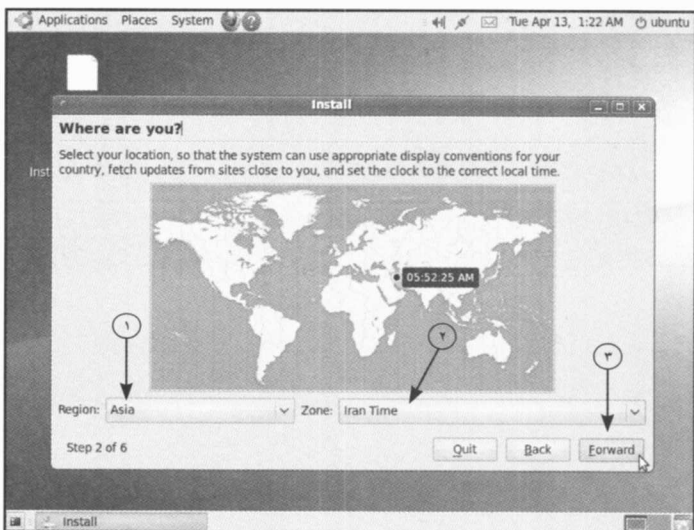 Applications Places System Tue Apr 13, 1:22 AM ubuntu
Install
Where are you?
Inst
Select your location, so that the system can use appropriate display conventions for your
country, fetch updates from sites close to you, and set the clock to the correct local time.
05:52:25 AM
۱
۲
۳
Region: Asia Zone: Iran Time
Step 2 of 6 Quit Back Forward
Install